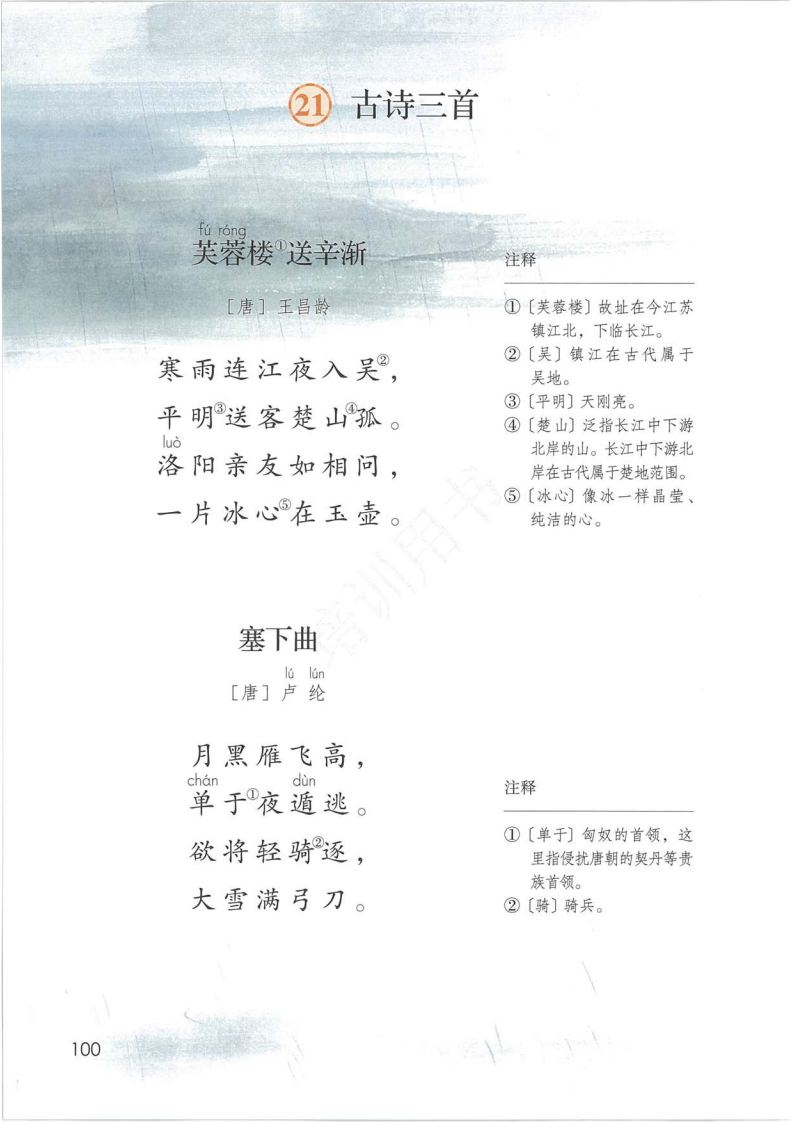 21 古诗三首
fú róng
芙蓉楼①送辛渐
［唐］王昌龄
寒雨连江夜入吴②，
平明③送客楚山④孤。
luò
洛阳亲友如相问，
一片冰心⑤在玉壶。
注释
①〔芙蓉楼〕故址在今江苏
镇江北，下临长江。
②〔吴〕镇江在古代属于
吴地。
③〔平明〕天刚亮。
④〔楚山〕泛指长江中下游
北岸的山。长江中下游北
岸在古代属于楚地范围。
⑤〔冰心〕像冰一样晶莹、
纯洁的心。
培训用书
塞下曲
lú lún
［唐］卢纶
月黑雁飞高，
chán dùn
单于①夜遁逃。
欲将轻骑②逐，
大雪满弓刀。
注释
①〔单于〕匈奴的首领，这
里指侵扰唐朝的契丹等贵
族首领。
②〔骑〕骑兵。
100